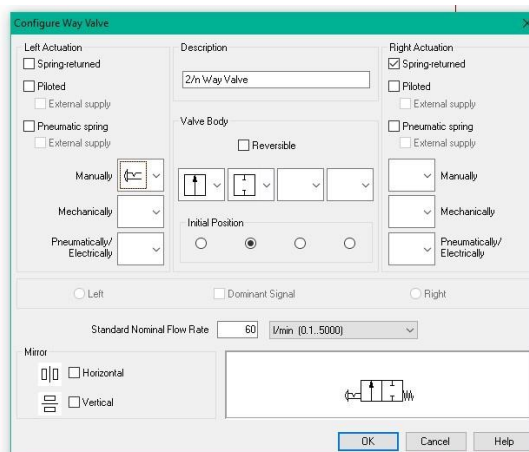 Configure Way Valve
Left Actuation
Spring-returned
Piloted
External supply
Pneumatic spring
External supply
Manually
Mechanically
Pneumatically/
Electrically
Description
2/n Way Valve
Valve Body
Reversible
Initial Position
Right Actuation
Spring-returned
Piloted
External supply
Pneumatic spring
External supply
Manually
Mechanically
Pneumatically/
Electrically
Left
Dominant Signal
Right
Standard Nominal Flow Rate 60 l/min (0.1..5000)
Mirror
Horizontal
Vertical
OK Cancel Help